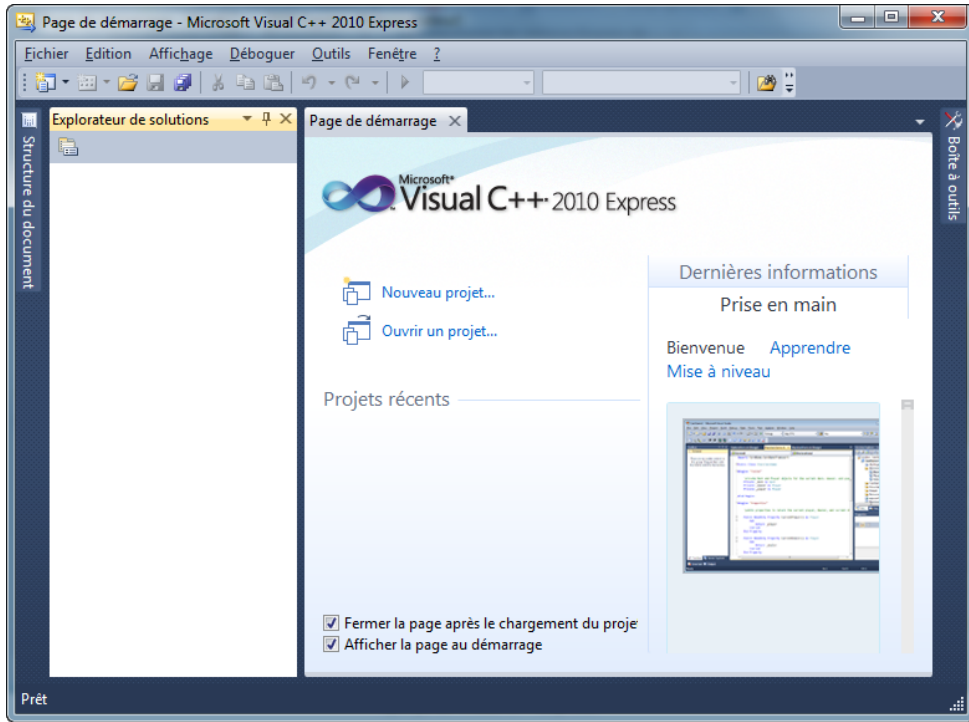 Page de démarrage - Microsoft Visual C++ 2010 Express
Fichier Edition Affichage Déboguer Outils Fenêtre ?
Explorateur de solutions
Page de démarrage
Structure du document
Boîte à outils
Microsoft
Visual C++ 2010 Express
Nouveau projet...
Ouvrir un projet...
Projets récents
Dernières informations
Prise en main
Bienvenue Apprendre
Mise à niveau
Fermer la page après le chargement du proje
Afficher la page au démarrage
Prêt